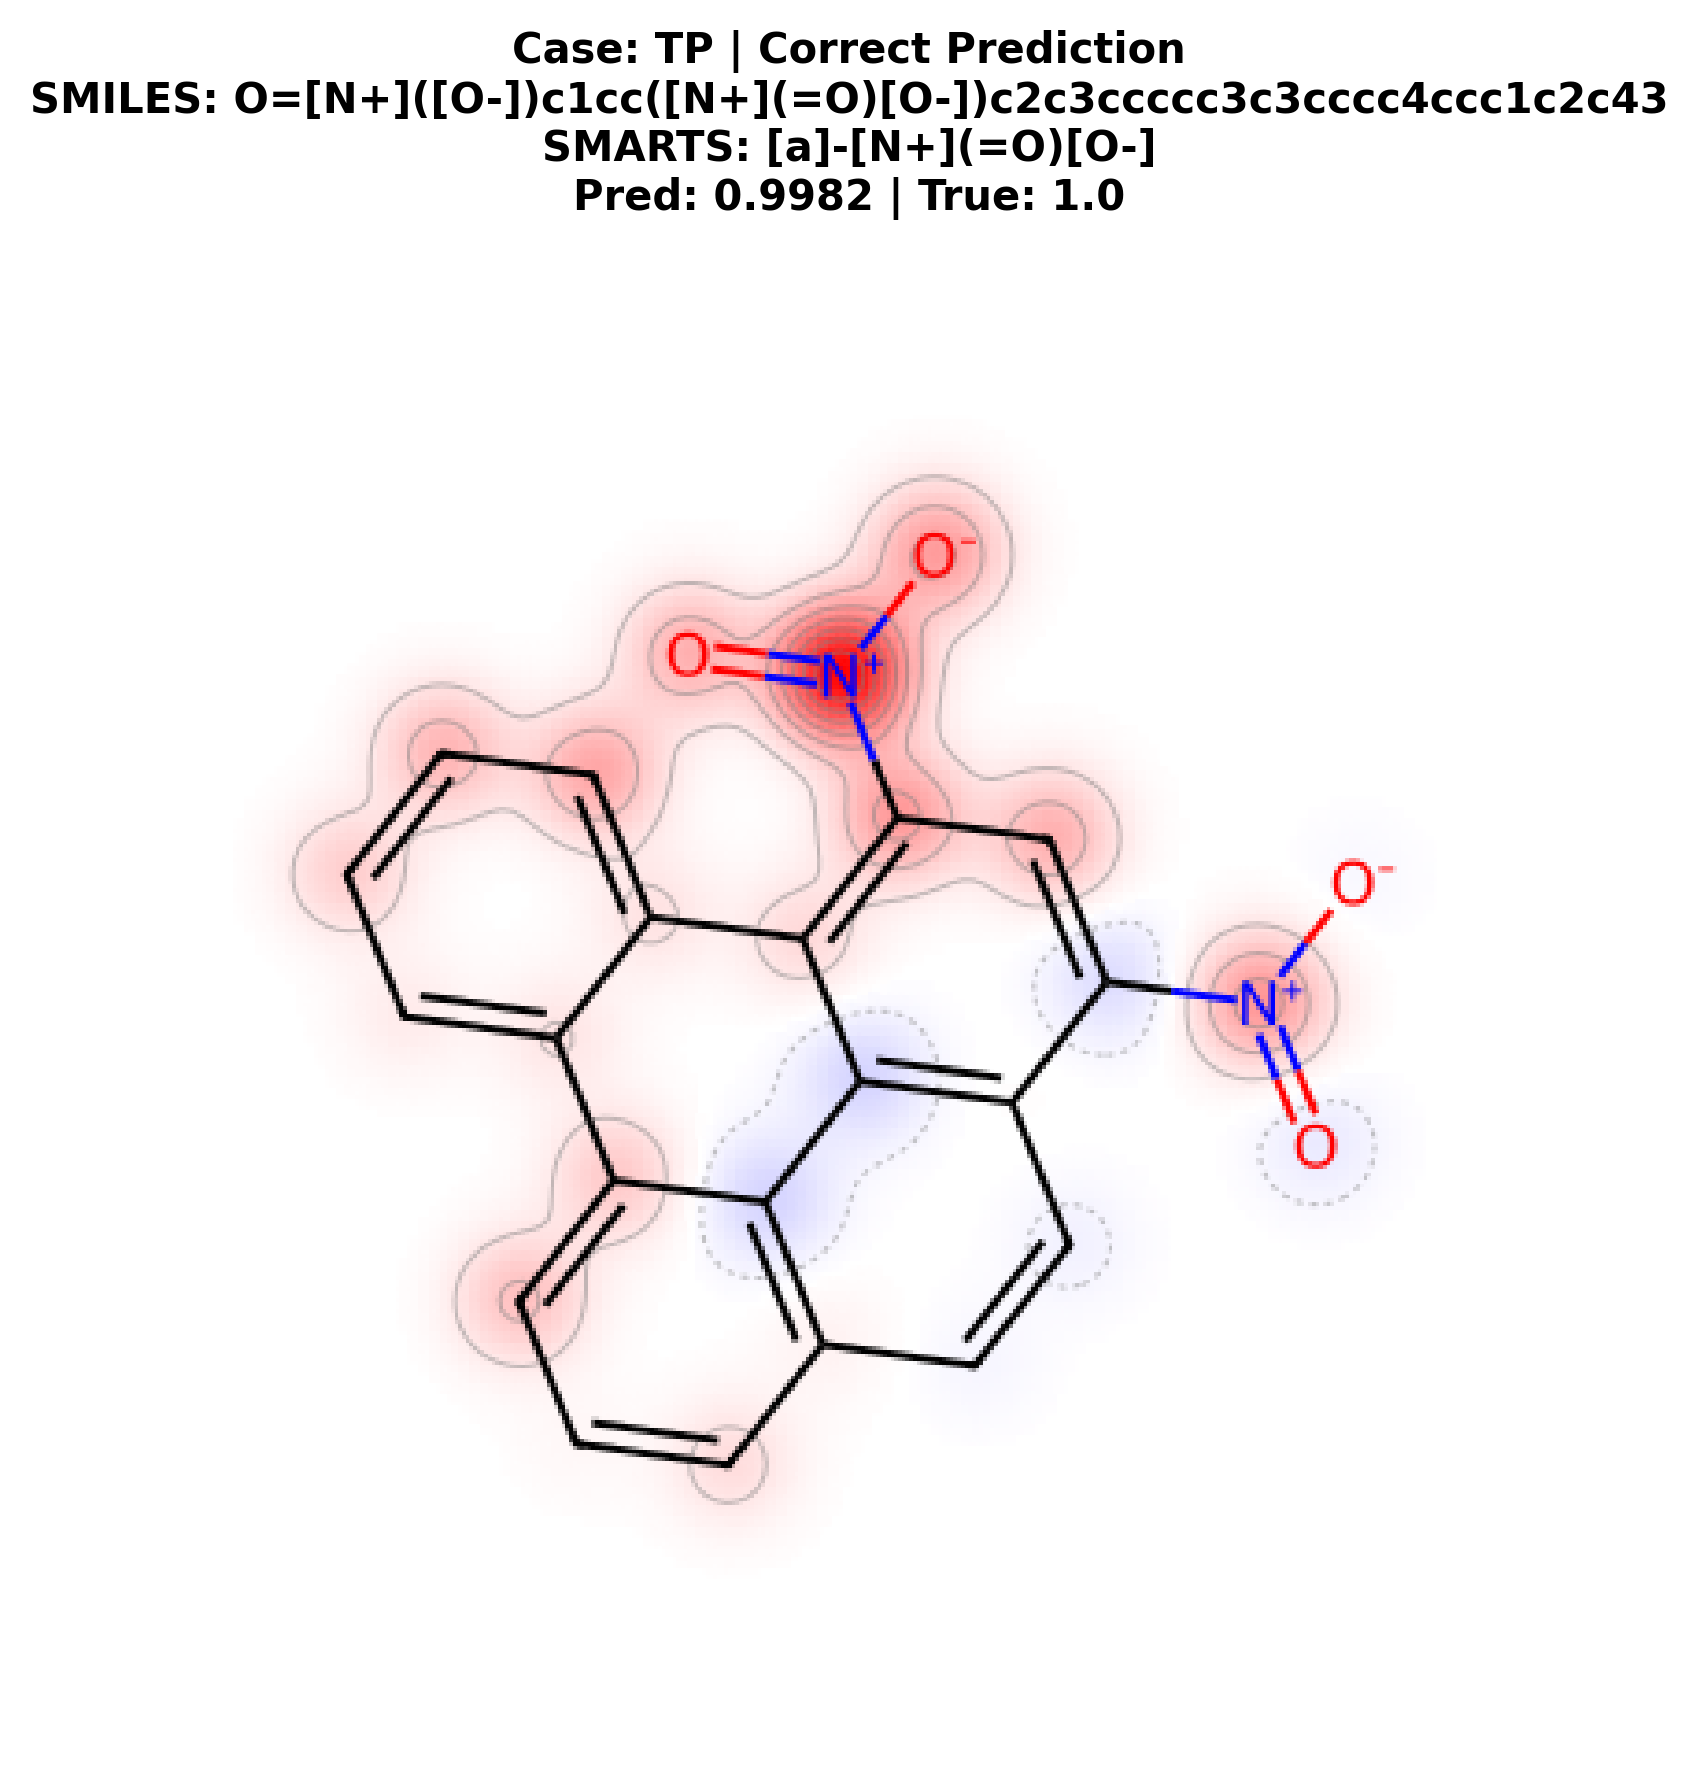 Case: TP | Correct Prediction
SMILES: O=[N+]([O-])c1cc([N+](=O)[O-])c2c3ccccc3c3cccc4ccc1c2c43
SMARTS: [a]-[N+](=O)[O-]
Pred: 0.9982 | True: 1.0
O⁻
O
N⁺
O⁻
N⁺
O